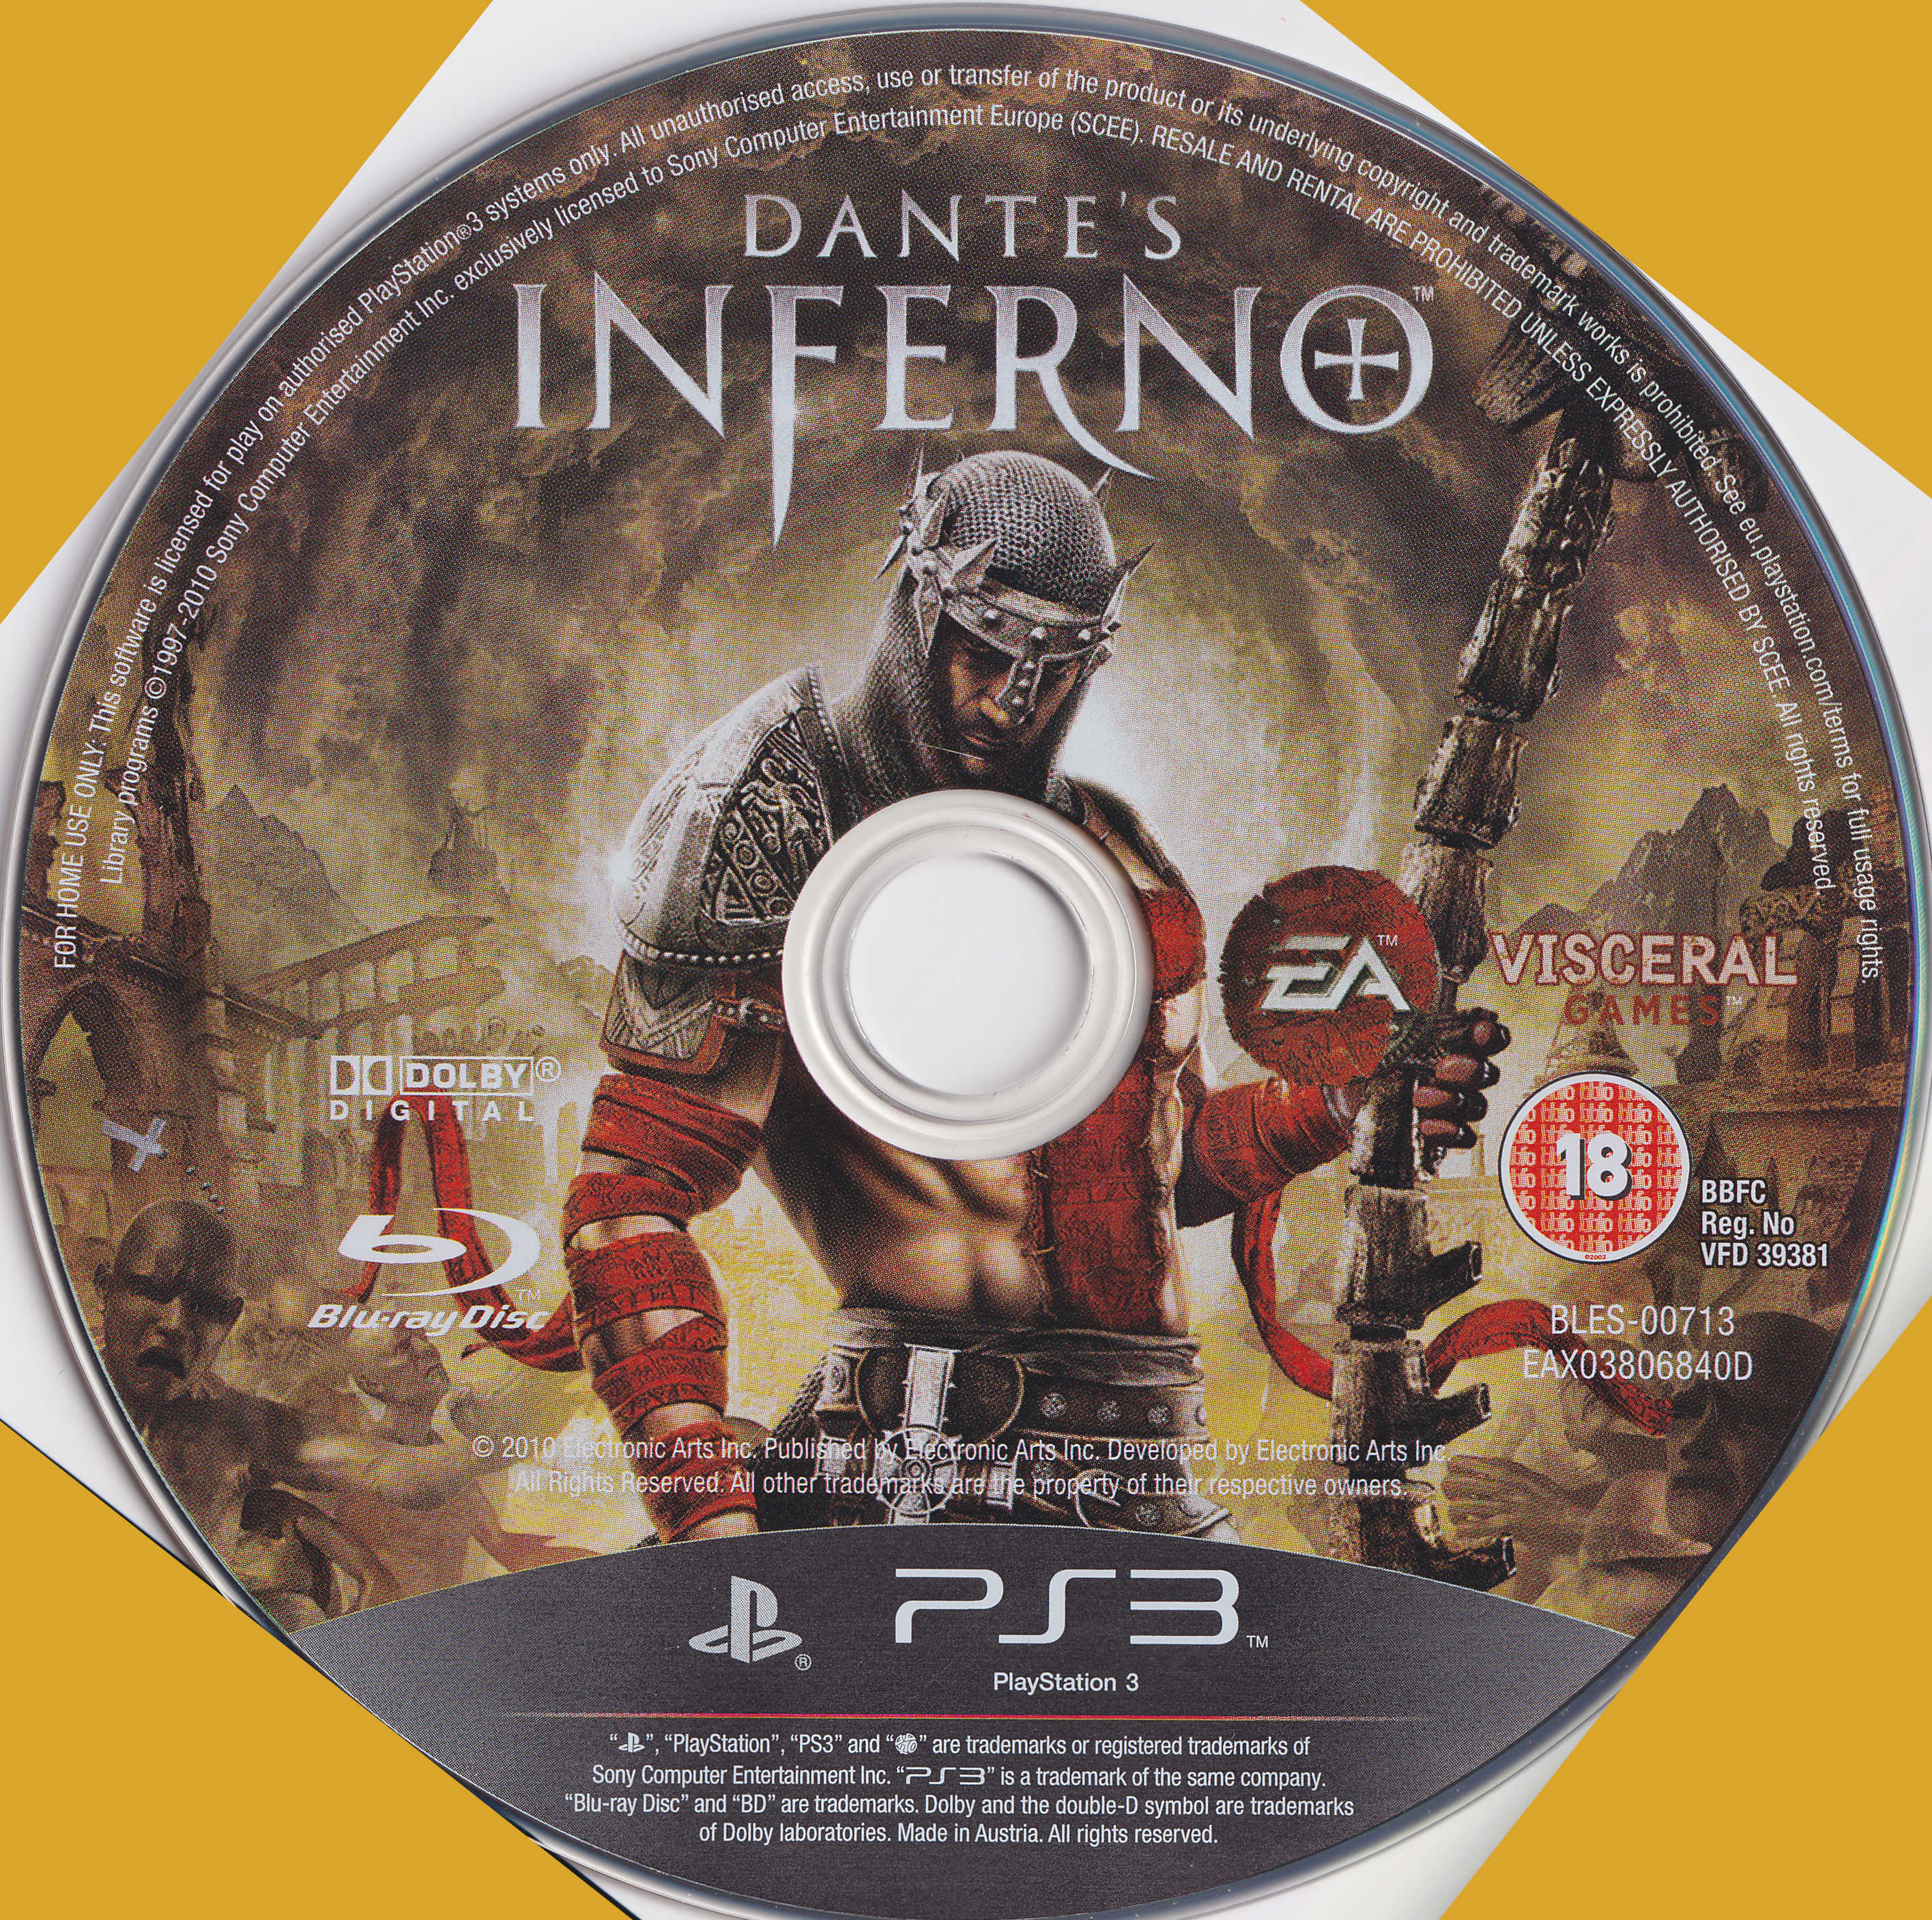 FOR HOME USE ONLY: This software is licensed for play on authorised PlayStation®3 systems only. All unauthorised access, use or transfer of the product or its underlying copyright and trademark works is prohibited. See eu.playstation.com/terms for full usage rights.
Library programs ©1997-2010 Sony Computer Entertainment Inc. exclusively licensed to Sony Computer Entertainment Europe (SCEE). RESALE AND RENTAL ARE PROHIBITED UNLESS EXPRESSLY AUTHORISED BY SCEE. All rights reserved
DANTE'S
INFERNO™
EA™
VISCERAL
GAMES™
DOLBY®
DIGITAL
18
©2002
BBFC
Reg. No
VFD 39381
Blu-ray Disc™
BLES-00713
EAX03806840D
© 2010 Electronic Arts Inc. Published by Electronic Arts Inc. Developed by Electronic Arts Inc.
All Rights Reserved. All other trademarks are the property of their respective owners.
® PS3™
PlayStation 3
“ ”, “PlayStation”, “PS3” and “ ” are trademarks or registered trademarks of
Sony Computer Entertainment Inc. “PS3” is a trademark of the same company.
“Blu-ray Disc” and “BD” are trademarks. Dolby and the double-D symbol are trademarks
of Dolby laboratories. Made in Austria. All rights reserved.